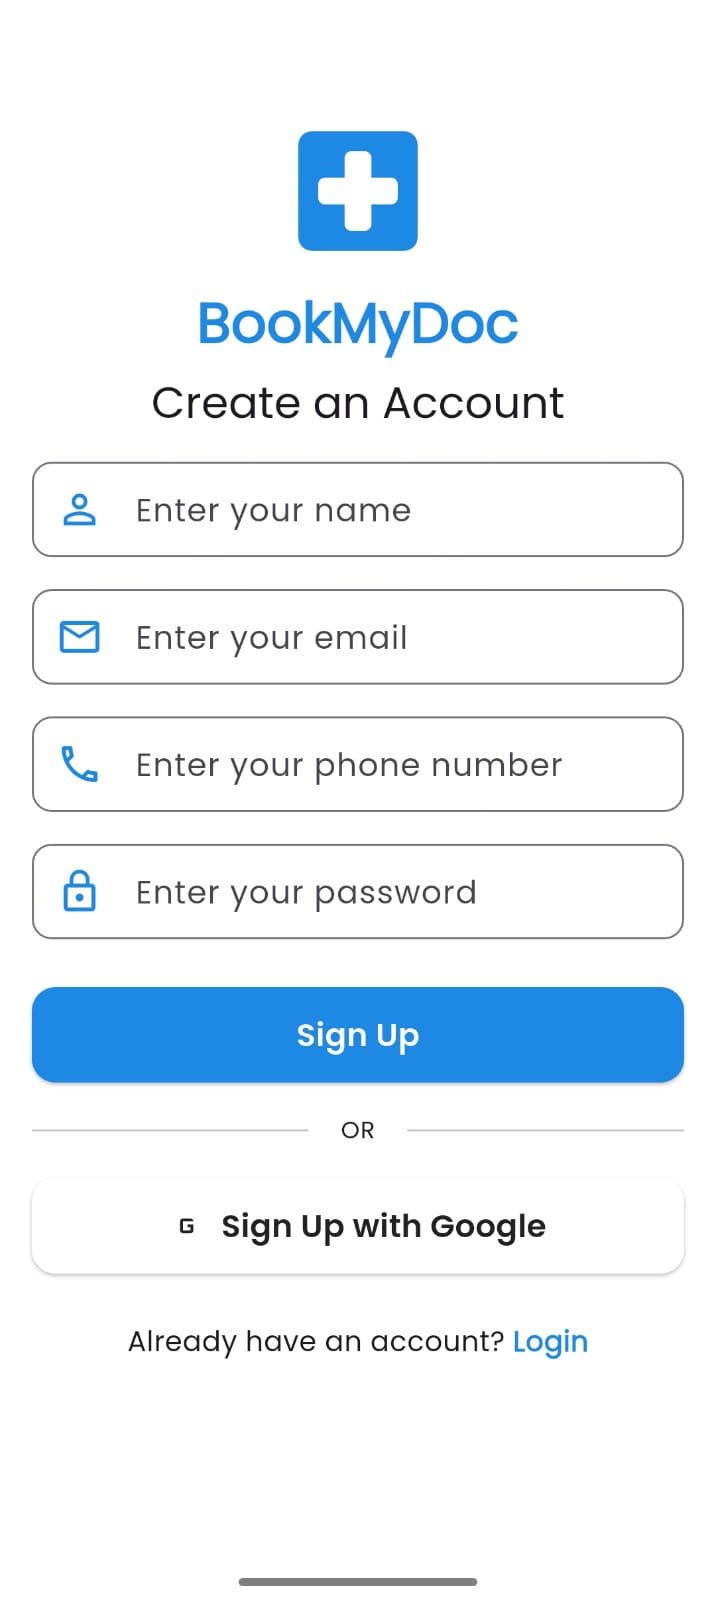 BookMyDoc
Create an Account
Enter your name
Enter your email
Enter your phone number
Enter your password
Sign Up
OR
G Sign Up with Google
Already have an account? Login